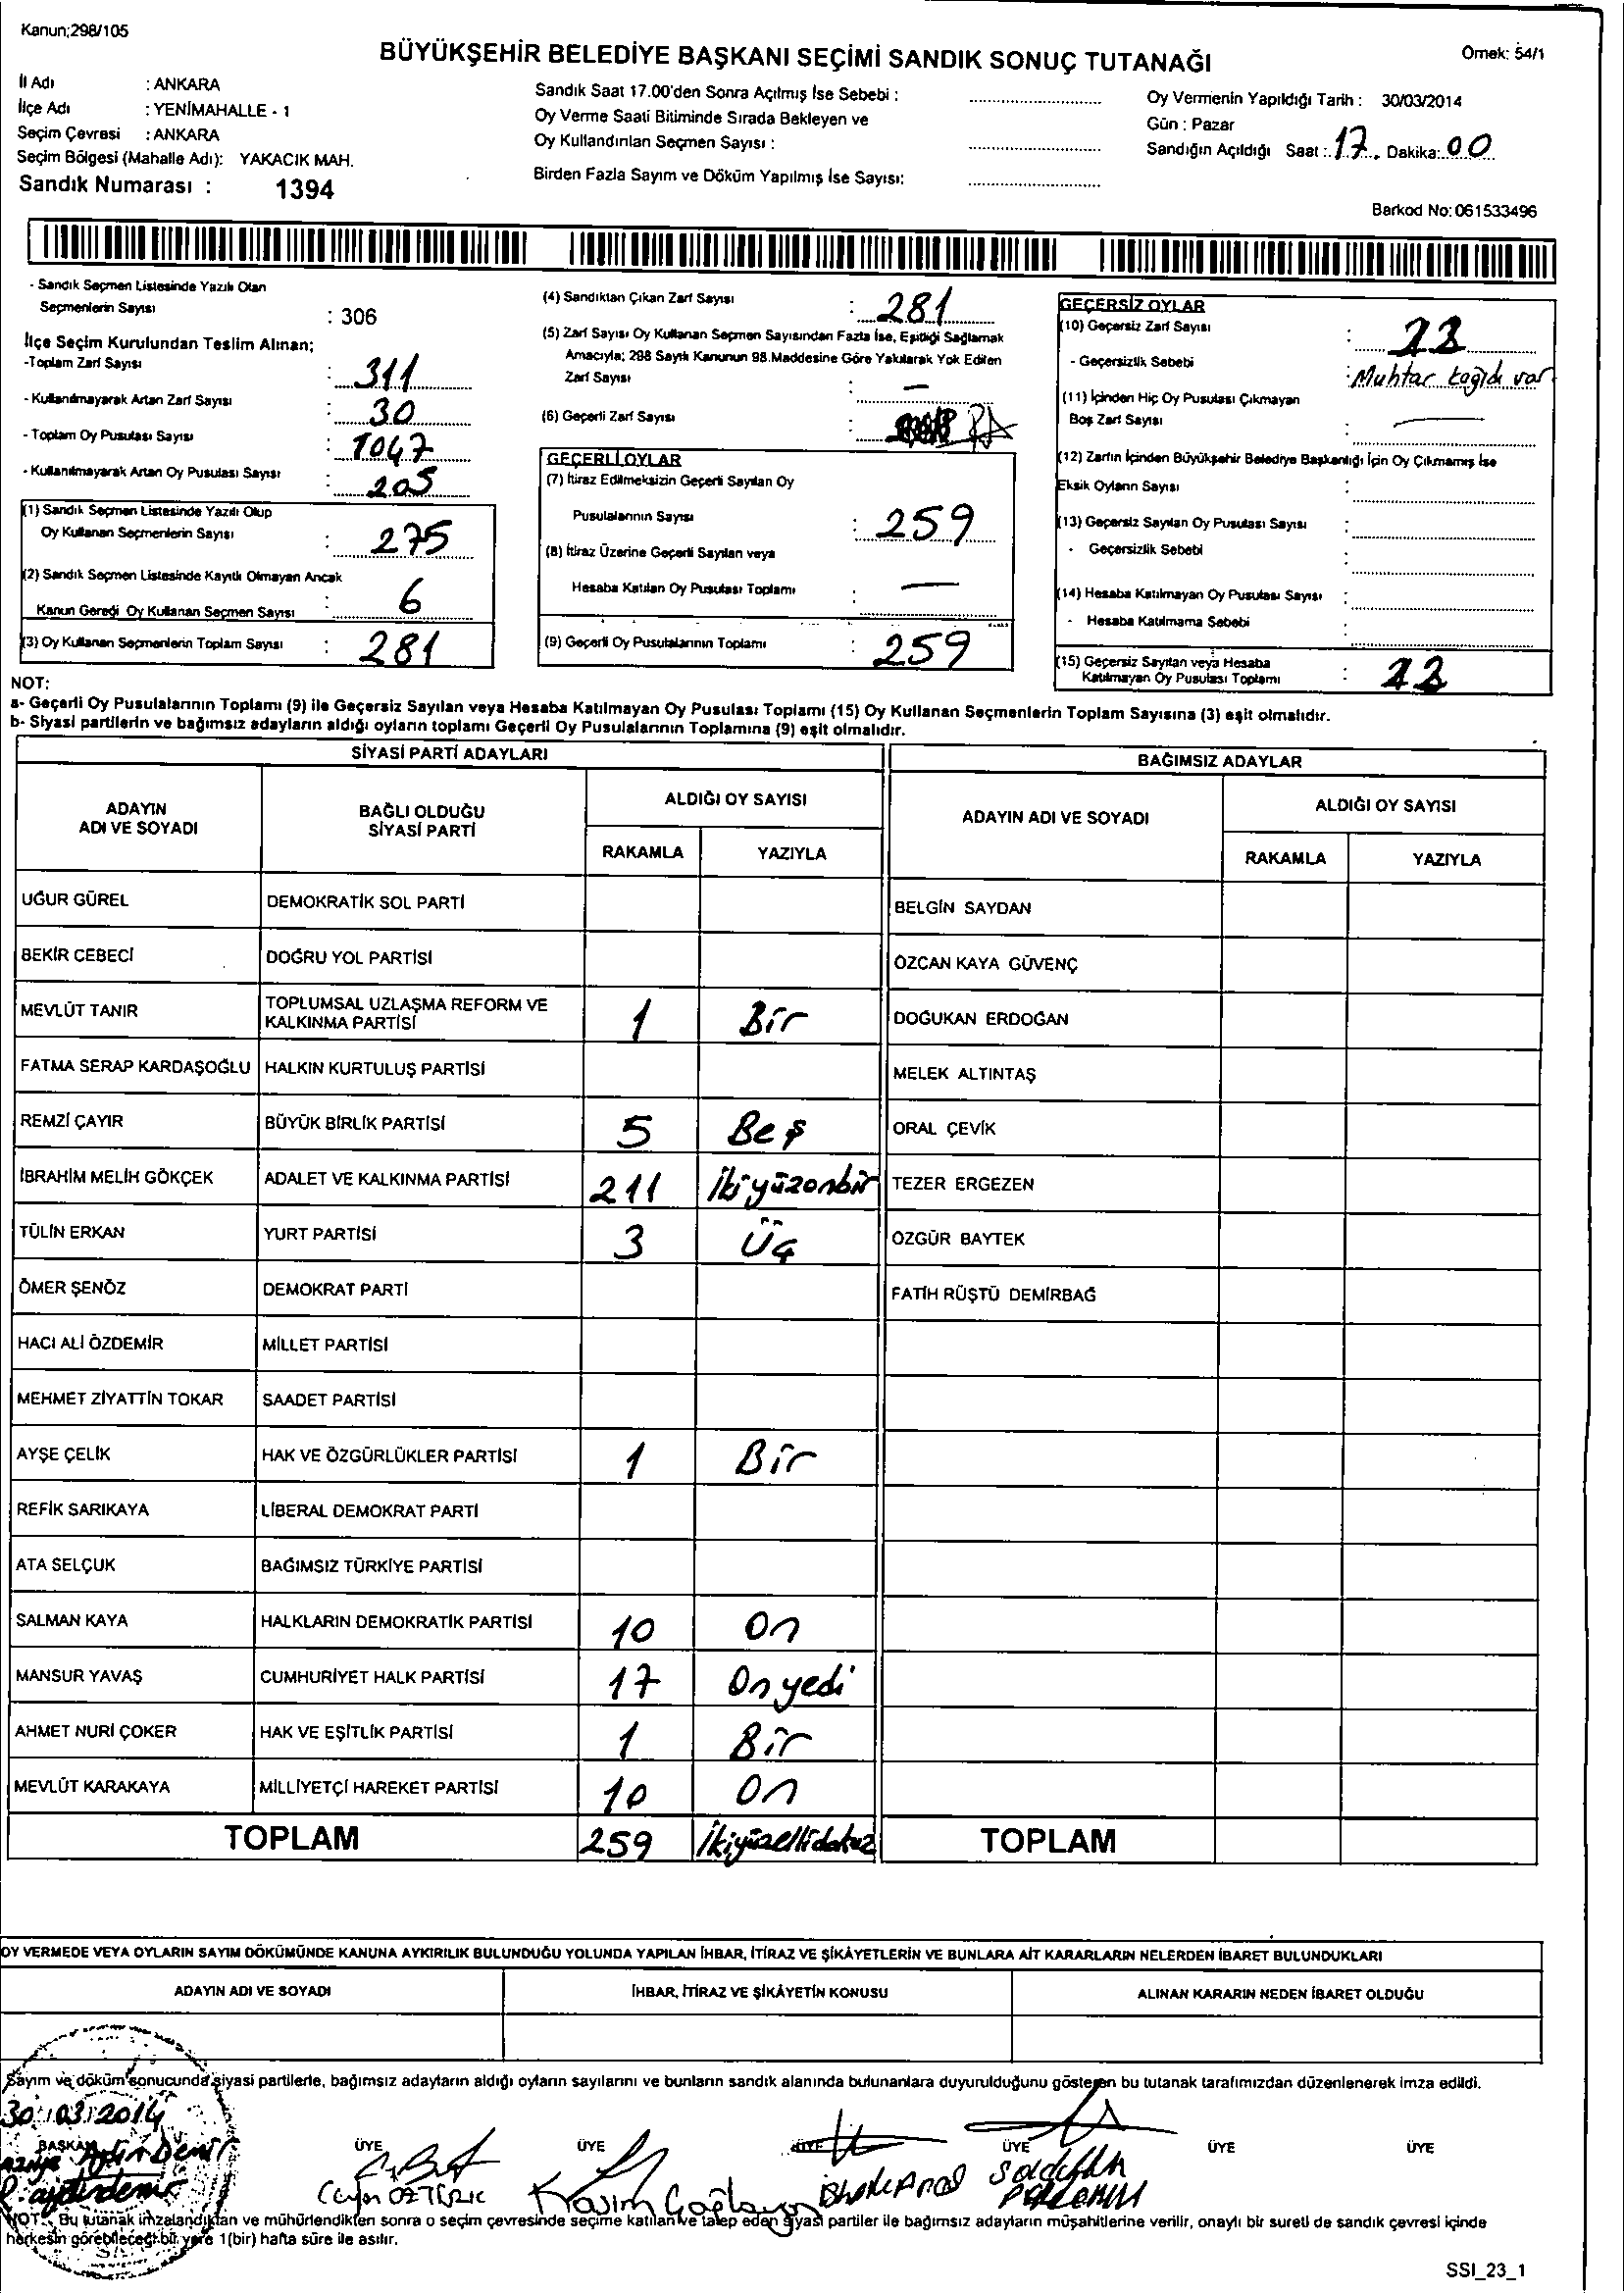 Kanun;298/105
BÜYÜKŞEHİR BELEDİYE BAŞKANI SEÇİMİ SANDIK SONUÇ TUTANAĞI
Örnek: 54/1
İl Adı : ANKARA
İlçe Adı : YENİMAHALLE - 1
Seçim Çevresi : ANKARA
Seçim Bölgesi (Mahalle Adı): YAKACIK MAH.
Sandık Numarası : 1394
Sandık Saat 17.00'den Sonra Açılmış İse Sebebi :
Oy Verme Saati Bitiminde Sırada Bekleyen ve
Oy Kullandırılan Seçmen Sayısı :
Birden Fazla Sayım ve Döküm Yapılmış İse Sayısı:
Oy Vermenin Yapıldığı Tarih : 30/03/2014
Gün : Pazar
Sandığın Açıldığı Saat : 17 Dakika: 00
Barkod No: 061533496
- Sandık Seçmen Listesinde Yazılı Olan
Seçmenlerin Sayısı : 306
İlçe Seçim Kurulundan Teslim Alınan;
-Toplam Zarf Sayısı : 311
- Kullanılmayarak Artan Zarf Sayısı : 30
- Toplam Oy Pusulası Sayısı : 1047
- Kullanılmayarak Artan Oy Pusulası Sayısı : 205
(1) Sandık Seçmen Listesinde Yazılı Olup
Oy Kullanan Seçmenlerin Sayısı : 275
(2) Sandık Seçmen Listesinde Kayıtlı Olmayan Ancak
Kanun Gereği Oy Kullanan Seçmen Sayısı : 6
(3) Oy Kullanan Seçmenlerin Toplam Sayısı : 281
(4) Sandıktan Çıkan Zarf Sayısı : 281
(5) Zarf Sayısı Oy Kullanan Seçmen Sayısından Fazla İse, Eşitliği Sağlamak
Amacıyla; 298 Sayılı Kanunun 98.Maddesine Göre Yakılarak Yok Edilen
Zarf Sayısı : —
(6) Geçerli Zarf Sayısı :
GEÇERLİ OYLAR
(7) İtiraz Edilmeksizin Geçerli Sayılan Oy
Pusulalarının Sayısı : 259
(8) İtiraz Üzerine Geçerli Sayılan veya
Hesaba Katılan Oy Pusulası Toplamı : —
(9) Geçerli Oy Pusulalarının Toplamı : 259
GEÇERSİZ OYLAR
(10) Geçersiz Zarf Sayısı :
- Geçersizlik Sebebi : Muhtar kağıdı var
(11) İçinden Hiç Oy Pusulası Çıkmayan
Boş Zarf Sayısı : —
(12) Zarfın İçinden Büyükşehir Belediye Başkanlığı İçin Oy Çıkmamış İse
Eksik Oyların Sayısı :
(13) Geçersiz Sayılan Oy Pusulası Sayısı :
- Geçersizlik Sebebi :
(14) Hesaba Katılmayan Oy Pusulası Sayısı :
- Hesaba Katılmama Sebebi :
(15) Geçersiz Sayılan veya Hesaba
Katılmayan Oy Pusulası Toplamı :
NOT:
a- Geçerli Oy Pusulalarının Toplamı (9) ile Geçersiz Sayılan veya Hesaba Katılmayan Oy Pusulası Toplamı (15) Oy Kullanan Seçmenlerin Toplam Sayısına (3) eşit olmalıdır.
b- Siyasi partilerin ve bağımsız adayların aldığı oyların toplamı Geçerli Oy Pusulalarının Toplamına (9) eşit olmalıdır.
SİYASİ PARTİ ADAYLARI
BAĞIMSIZ ADAYLAR
ADAYIN ADI VE SOYADI BAĞLI OLDUĞU SİYASİ PARTİ ALDIĞI OY SAYISI RAKAMLA YAZIYLA
ADAYIN ADI VE SOYADI ALDIĞI OY SAYISI RAKAMLA YAZIYLA
UĞUR GÜREL DEMOKRATİK SOL PARTİ BELGİN SAYDAN
BEKİR CEBECİ DOĞRU YOL PARTİSİ ÖZCAN KAYA GÜVENÇ
MEVLÜT TANIR TOPLUMSAL UZLAŞMA REFORM VE KALKINMA PARTİSİ 1 Bir DOĞUKAN ERDOĞAN
FATMA SERAP KARDAŞOĞLU HALKIN KURTULUŞ PARTİSİ MELEK ALTINTAŞ
REMZİ ÇAYIR BÜYÜK BİRLİK PARTİSİ 5 Beş ORAL ÇEVİK
İBRAHİM MELİH GÖKÇEK ADALET VE KALKINMA PARTİSİ 211 İkiyüzonbir TEZER ERGEZEN
TÜLİN ERKAN YURT PARTİSİ 3 Üç ÖZGÜR BAYTEK
ÖMER ŞENÖZ DEMOKRAT PARTİ FATİH RÜŞTÜ DEMİRBAĞ
HACI ALİ ÖZDEMİR MİLLET PARTİSİ
MEHMET ZİYATTİN TOKAR SAADET PARTİSİ
AYŞE ÇELİK HAK VE ÖZGÜRLÜKLER PARTİSİ 1 Bir
REFİK SARIKAYA LİBERAL DEMOKRAT PARTİ
ATA SELÇUK BAĞIMSIZ TÜRKİYE PARTİSİ
SALMAN KAYA HALKLARIN DEMOKRATİK PARTİSİ 10 On
MANSUR YAVAŞ CUMHURİYET HALK PARTİSİ 17 Onyedi
AHMET NURİ ÇOKER HAK VE EŞİTLİK PARTİSİ 1 Bir
MEVLÜT KARAKAYA MİLLİYETÇİ HAREKET PARTİSİ 10 On
TOPLAM 259 İkiyüzellidokuz TOPLAM
OY VERMEDE VEYA OYLARIN SAYIM DÖKÜMÜNDE KANUNA AYKIRILIK BULUNDUĞU YOLUNDA YAPILAN İHBAR, İTİRAZ VE ŞİKÂYETLERİN VE BUNLARA AİT KARARLARIN NELERDEN İBARET BULUNDUKLARI
ADAYIN ADI VE SOYADI İHBAR, İTİRAZ VE ŞİKÂYETİN KONUSU ALINAN KARARIN NEDEN İBARET OLDUĞU
Sayım ve döküm sonucunda siyasi partilerle, bağımsız adayların aldığı oyların sayılarını ve bunların sandık alanında bulunanlara duyurulduğunu gösteren bu tutanak tarafımızdan düzenlenerek imza edildi.
30/03/2014
BAŞKAN ÜYE ÜYE ÜYE ÜYE ÜYE ÜYE
NOT: Bu tutanak imzalandıktan ve mühürlendikten sonra o seçim çevresinde seçime katılan ve talep eden siyasi partiler ile bağımsız adayların müşahitlerine verilir, onaylı bir sureti de sandık çevresi içinde
herkesin görebileceği bir yere 1(bir) hafta süre ile asılır.
SSI_23_1